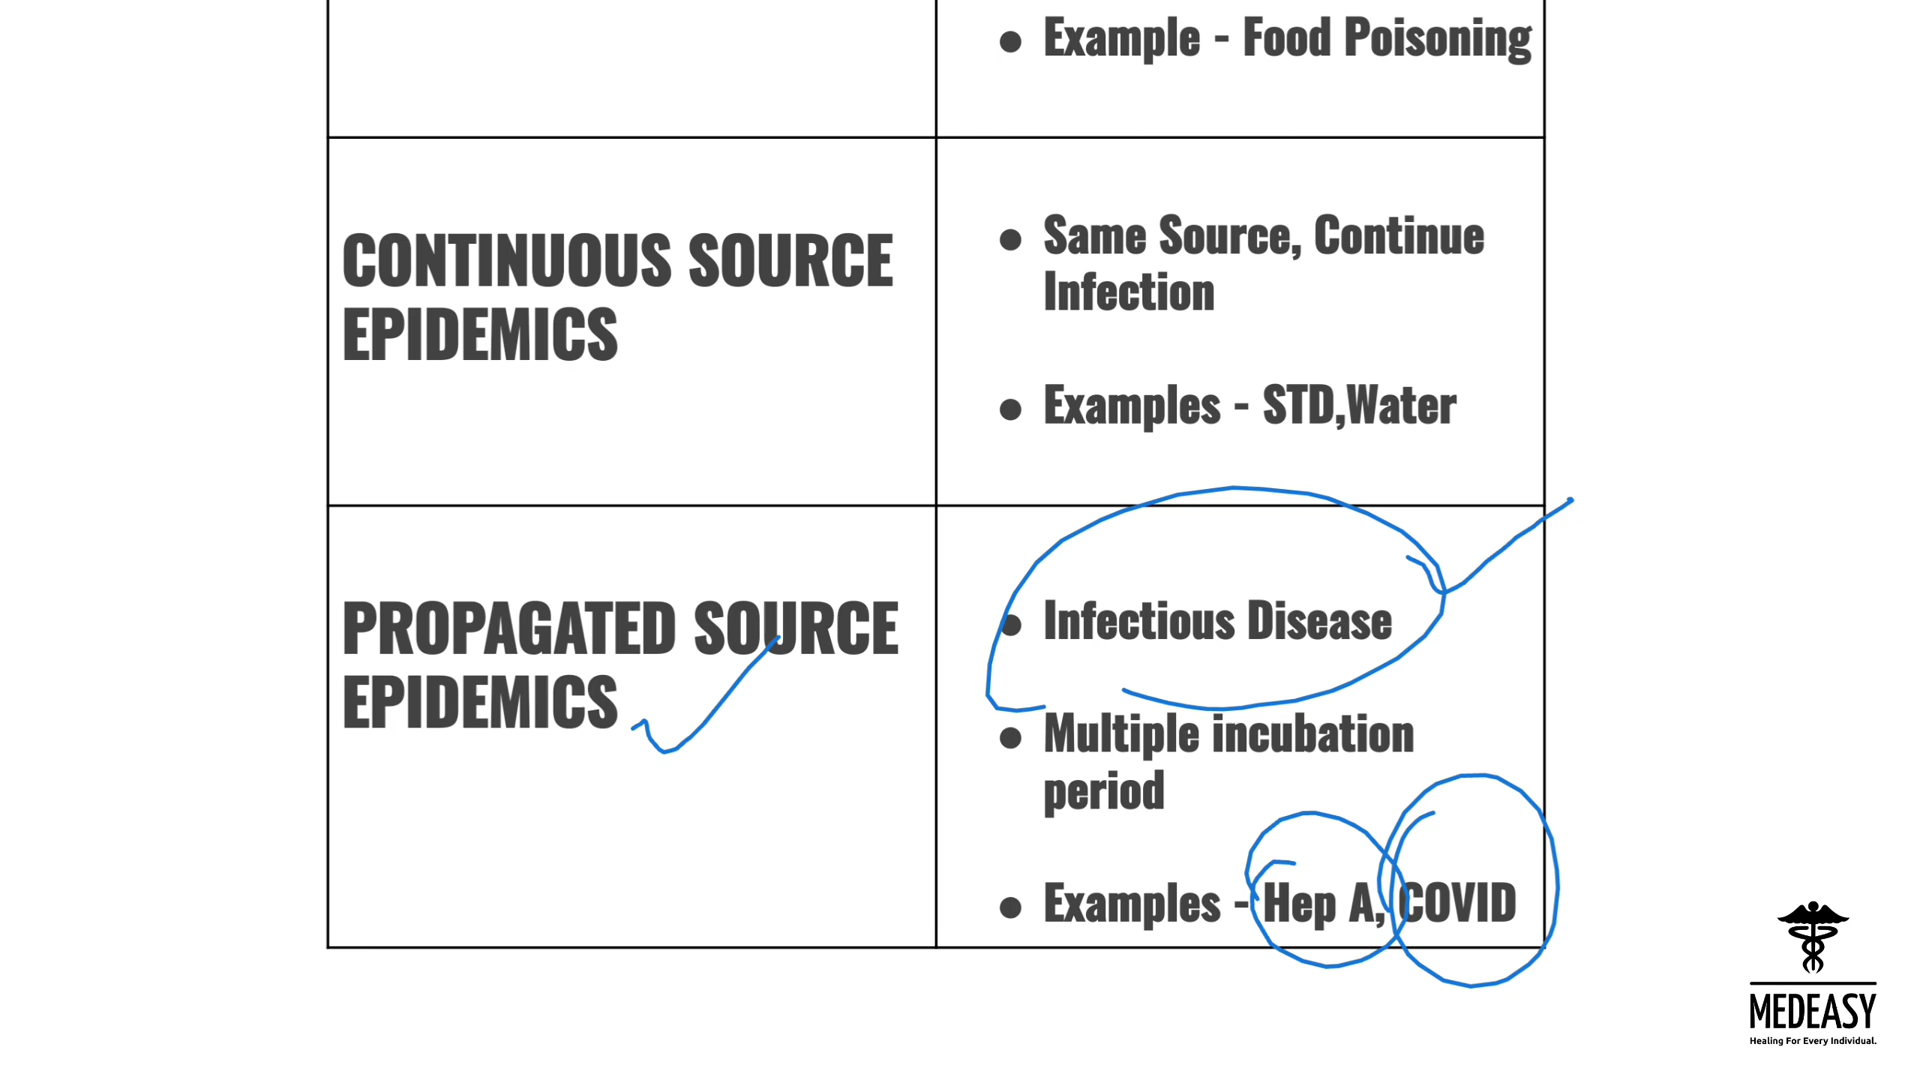 ● Example - Food Poisoning
CONTINUOUS SOURCE
EPIDEMICS
● Same Source, Continue
Infection
● Examples - STD,Water
PROPAGATED SOURCE
EPIDEMICS
● Infectious Disease
● Multiple incubation
period
● Examples - Hep A, COVID
MEDEASY
Healing For Every Individual.